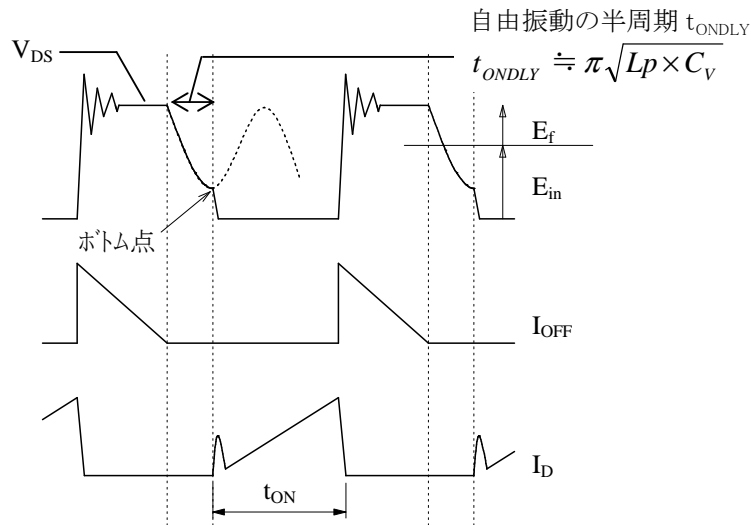 自由振動の半周期 tONDLY
VDS
tONDLY ≒ π√Lp×CV
Ef
Ein
ボトム点
IOFF
ID
tON